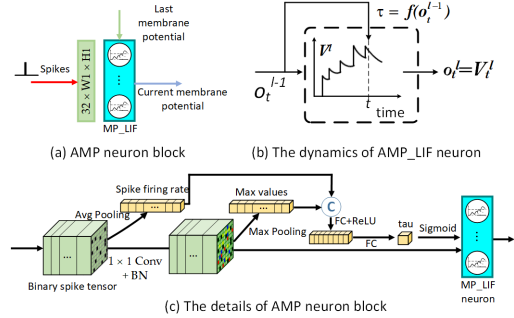 Last
membrane
potential
Spikes
32 × W1 × H1
Current membrane
potential
MP_LIF
(a) AMP neuron block
τ = f(o_t^{l-1})
V^l
o_t^{l-1}
t
time
o_t^l=V_t^l
(b) The dynamics of AMP_LIF neuron
Spike firing rate
Max values
C
Avg Pooling
FC+ReLU
tau
Sigmoid
Max Pooling
FC
1 × 1 Conv
+ BN
Binary spike tensor
MP_LIF
neuron
(c) The details of AMP neuron block